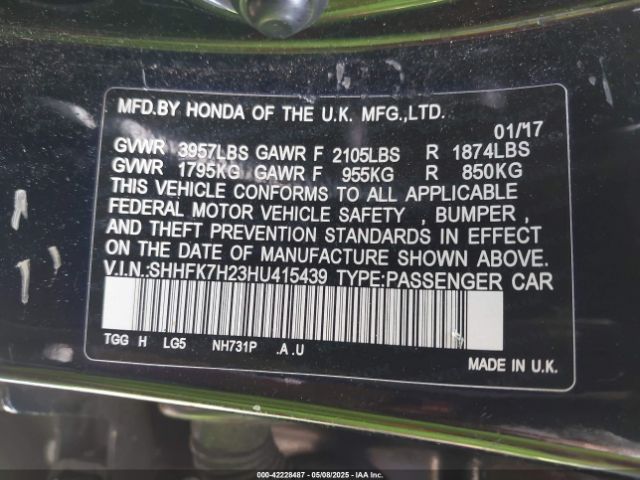 MFD.BY HONDA OF THE U.K. MFG.,LTD.
01/'17
GVWR 3957LBS GAWR F 2105LBS R 1874LBS
GVWR 1795KG GAWR F 955KG R 850KG
THIS VEHICLE CONFORMS TO ALL APPLICABLE
FEDERAL MOTOR VEHICLE SAFETY , BUMPER ,
AND THEFT PREVENTION STANDARDS IN EFFECT
ON THE DATE OF MANUFACTURE SHOWN ABOVE.
V.I.N.:SHHFK7H23HU415439 TYPE:PASSENGER CAR
TGG H LG5 NH731P .A .U
MADE IN U.K.
000-42228487 - 05/08/2025 - IAAI.COM